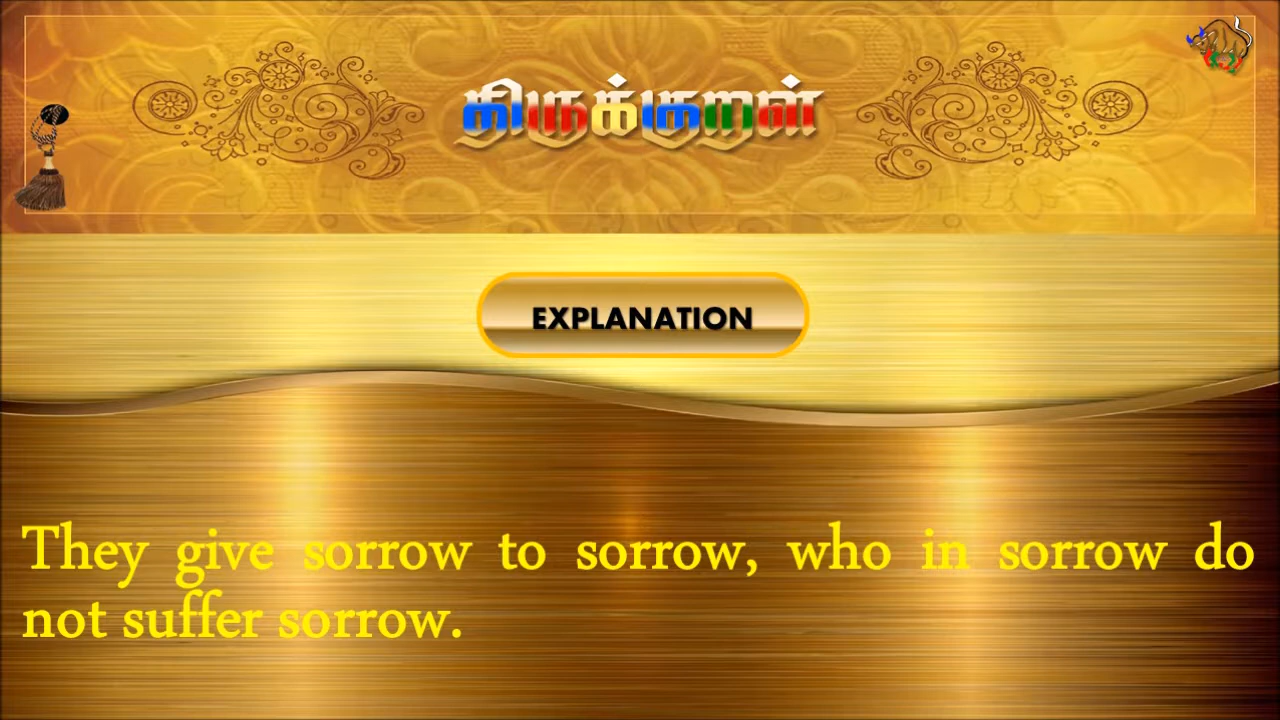 திருக்குறள்
EXPLANATION
They give sorrow to sorrow, who in sorrow do
not suffer sorrow.